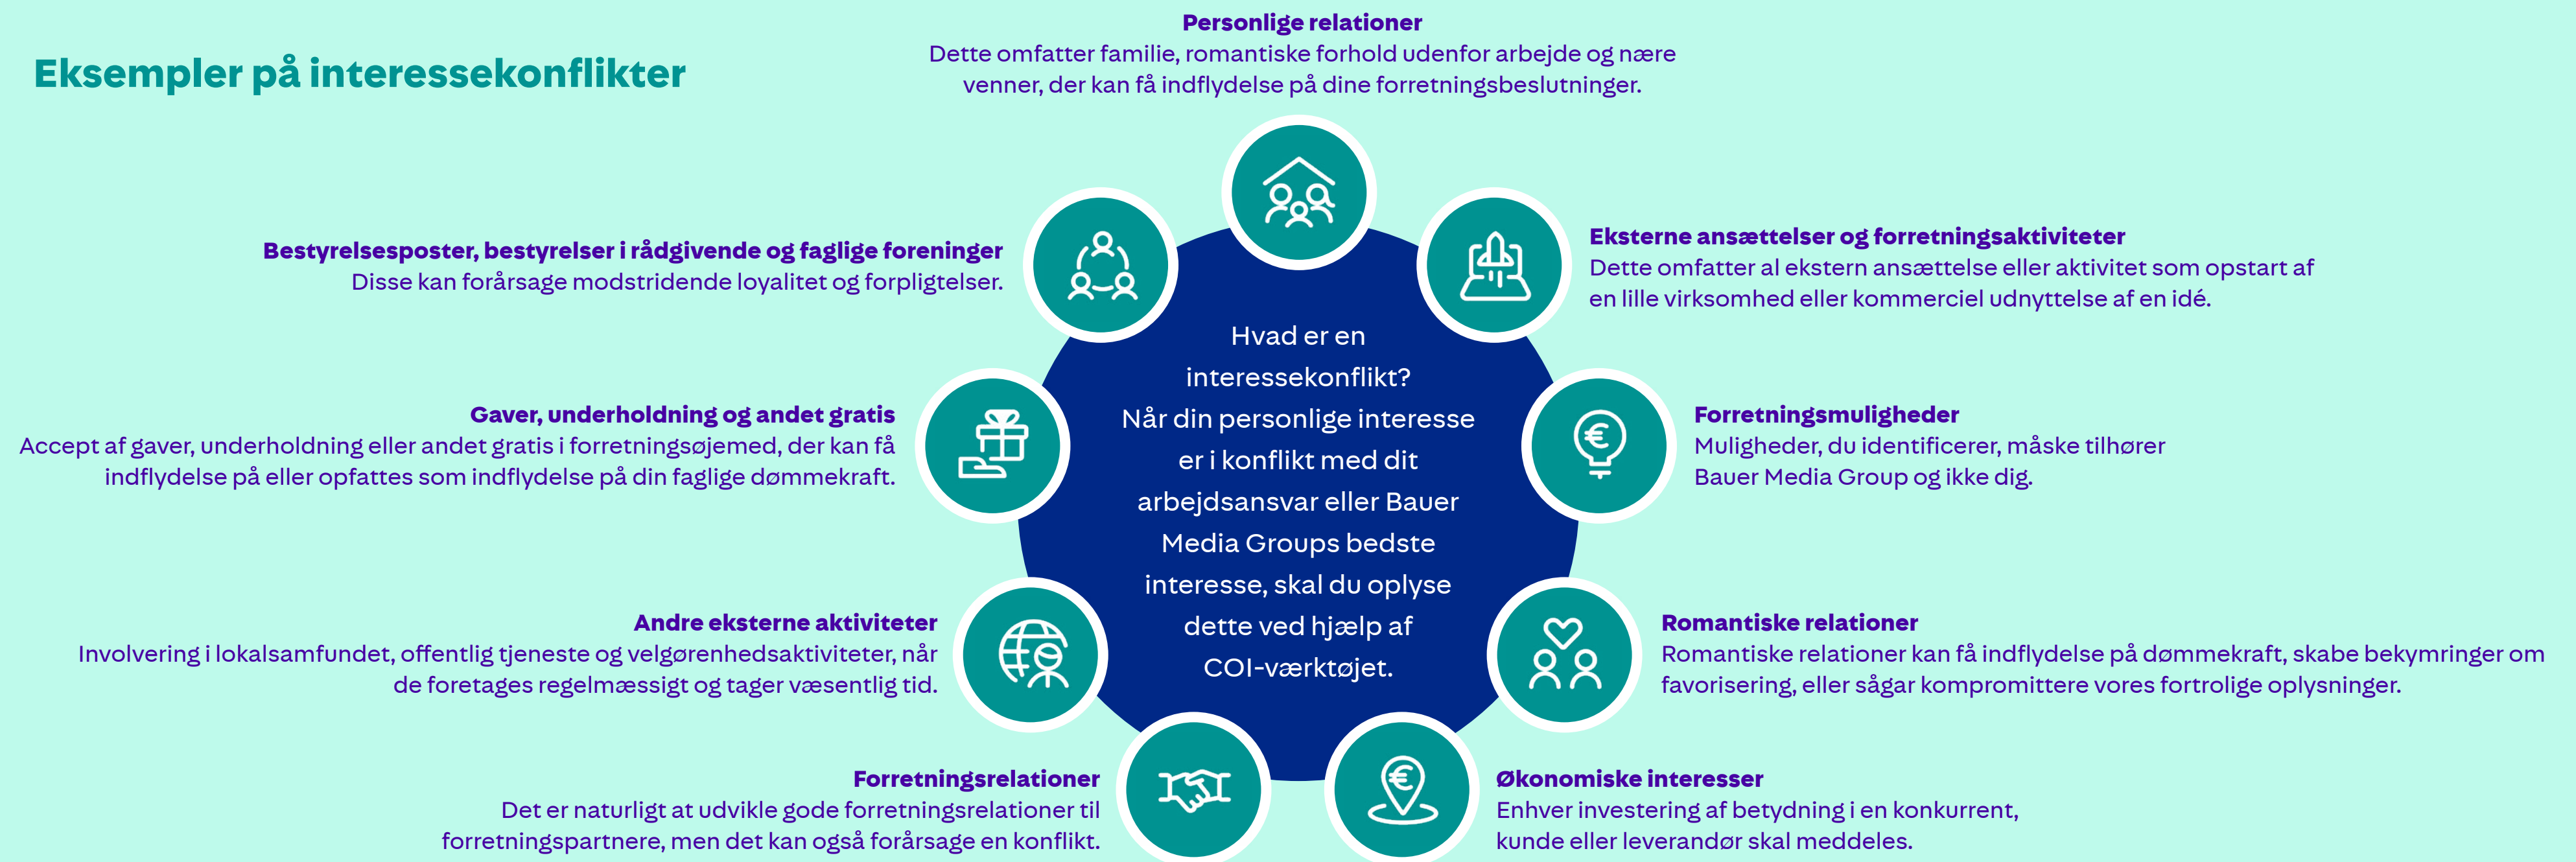 Eksempler på interessekonflikter
Personlige relationer
Dette omfatter familie, romantiske forhold udenfor arbejde og nære
venner, der kan få indflydelse på dine forretningsbeslutninger.
Eksterne ansættelser og forretningsaktiviteter
Dette omfatter al ekstern ansættelse eller aktivitet som opstart af
en lille virksomhed eller kommerciel udnyttelse af en idé.
Forretningsmuligheder
Muligheder, du identificerer, måske tilhører
Bauer Media Group og ikke dig.
Romantiske relationer
Romantiske relationer kan få indflydelse på dømmekraft, skabe bekymringer om
favorisering, eller sågar kompromittere vores fortrolige oplysninger.
Økonomiske interesser
Enhver investering af betydning i en konkurrent,
kunde eller leverandør skal meddeles.
Forretningsrelationer
Det er naturligt at udvikle gode forretningsrelationer til
forretningspartnere, men det kan også forårsage en konflikt.
Andre eksterne aktiviteter
Involvering i lokalsamfundet, offentlig tjeneste og velgørenhedsaktiviteter, når
de foretages regelmæssigt og tager væsentlig tid.
Gaver, underholdning og andet gratis
Accept af gaver, underholdning eller andet gratis i forretningsøjemed, der kan få
indflydelse på eller opfattes som indflydelse på din faglige dømmekraft.
Bestyrelsesposter, bestyrelser i rådgivende og faglige foreninger
Disse kan forårsage modstridende loyalitet og forpligtelser.
Hvad er en
interessekonflikt?
Når din personlige interesse
er i konflikt med dit
arbejdsansvar eller Bauer
Media Groups bedste
interesse, skal du oplyse
dette ved hjælp af
COI-værktøjet.